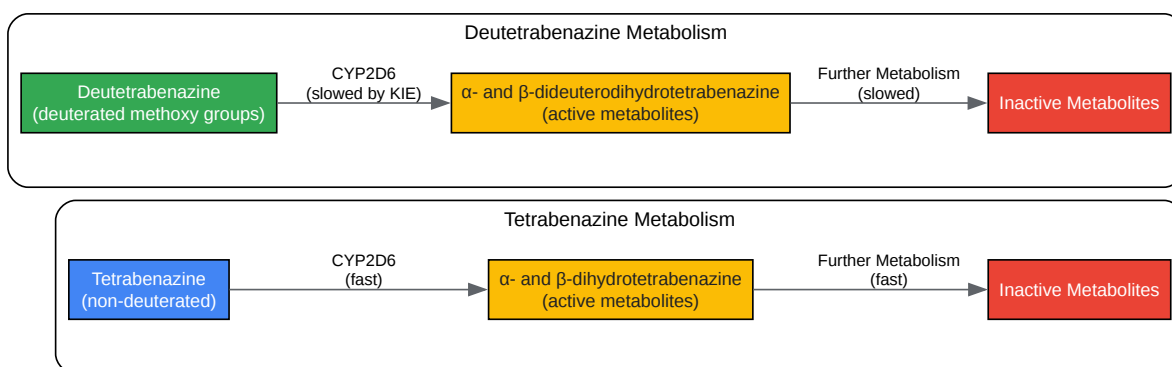 Deutetrabenazine Metabolism
Deutetrabenazine
(deuterated methoxy groups)
CYP2D6
(slowed by KIE)
α- and β-dideuterodihydrotetrabenazine
(active metabolites)
Further Metabolism
(slowed)
Inactive Metabolites
Tetrabenazine Metabolism
Tetrabenazine
(non-deuterated)
CYP2D6
(fast)
α- and β-dihydrotetrabenazine
(active metabolites)
Further Metabolism
(fast)
Inactive Metabolites